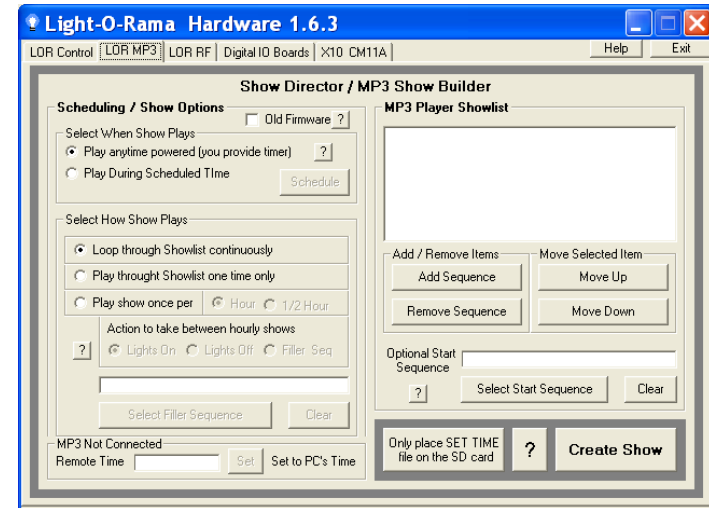 Light-O-Rama Hardware 1.6.3
LOR Control LOR MP3 LOR RF Digital IO Boards X10 CM11A Help Exit
Show Director / MP3 Show Builder
Scheduling / Show Options
Old Firmware ?
Select When Show Plays
Play anytime powered (you provide timer) ?
Play During Scheduled TIme
Schedule
Select How Show Plays
Loop through Showlist continuously
Play throught Showlist one time only
Play show once per Hour 1/2 Hour
Action to take between hourly shows
? Lights On Lights Off Filler Seq
Select Filler Sequence Clear
MP3 Not Connected
Remote Time Set Set to PC's Time
MP3 Player Showlist
Add / Remove Items Move Selected Item
Add Sequence Move Up
Remove Sequence Move Down
Optional Start
Sequence
? Select Start Sequence Clear
Only place SET TIME
file on the SD card
? Create Show